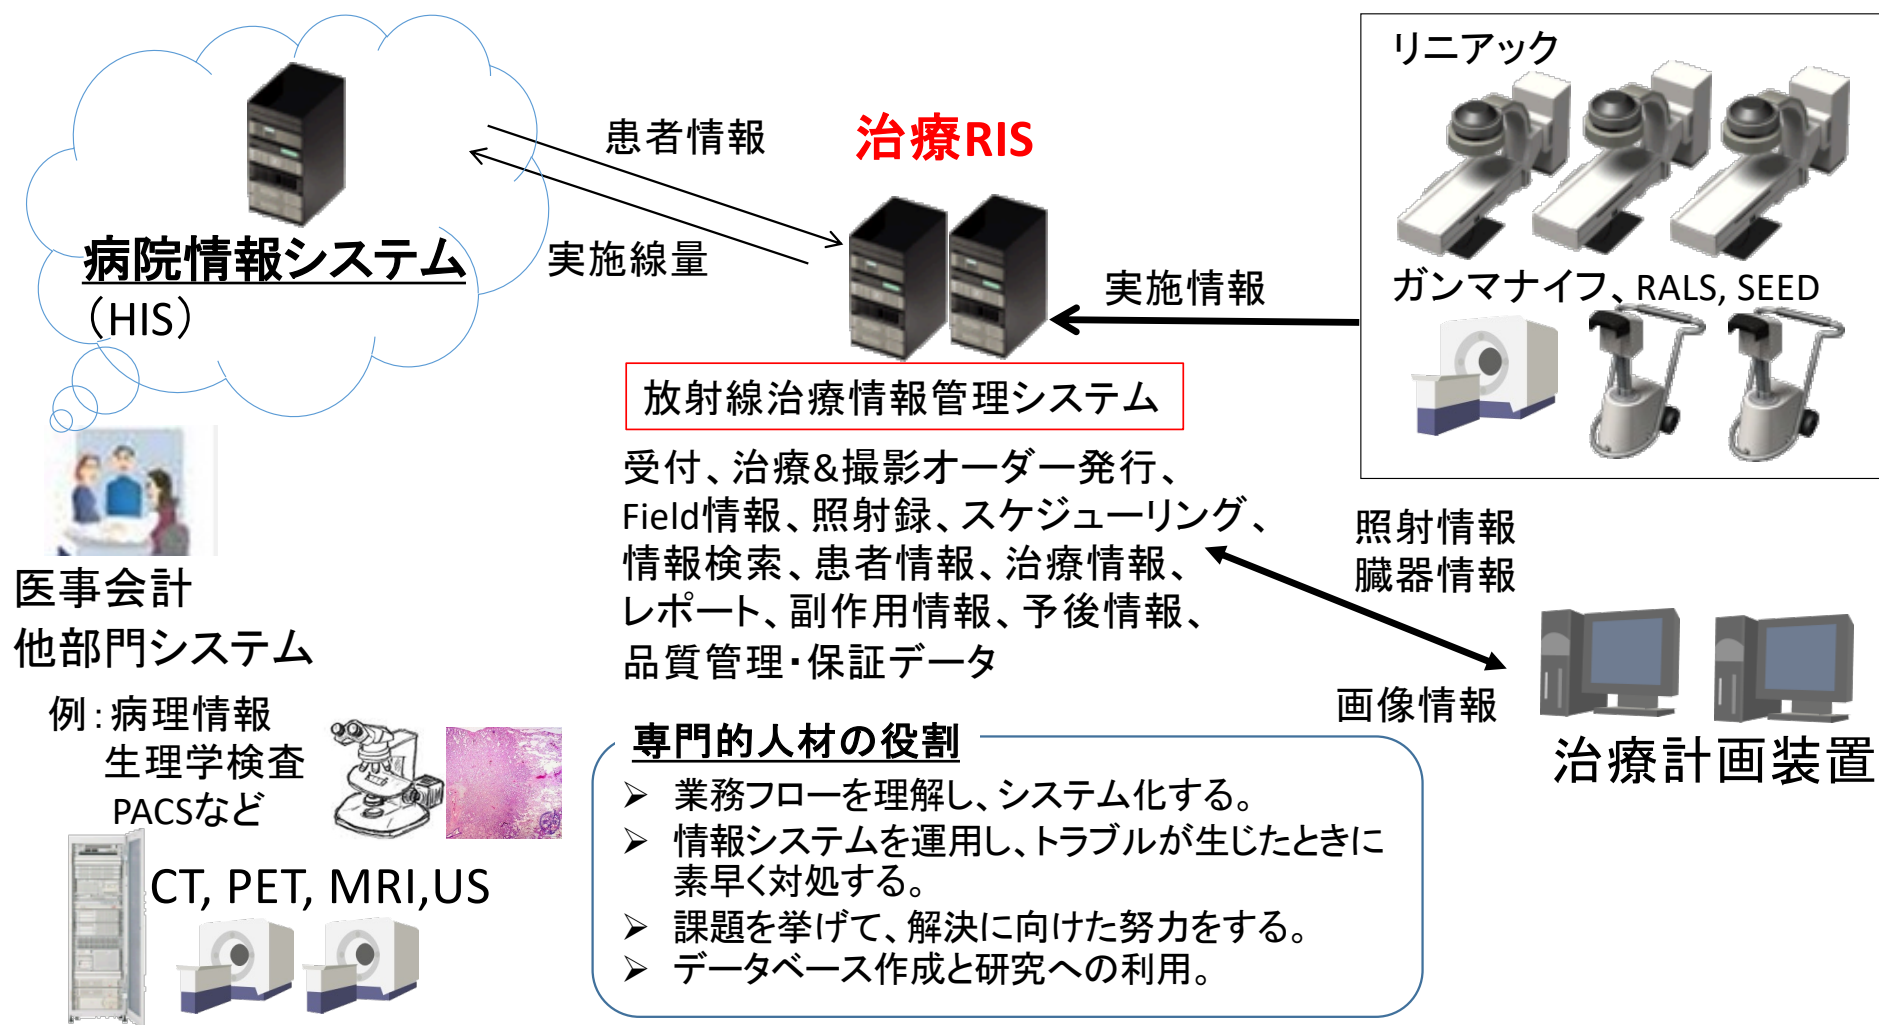 病院情報システム
（HIS）
患者情報
実施線量
治療RIS
実施情報
リニアック
ガンマナイフ、RALS, SEED
放射線治療情報管理システム
受付、治療&撮影オーダー発行、
Field情報、照射録、スケジューリング、
情報検索、患者情報、治療情報、
レポート、副作用情報、予後情報、
品質管理・保証データ
照射情報
臓器情報
画像情報
治療計画装置
医事会計
他部門システム
例：病理情報
生理学検査
PACSなど
CT, PET, MRI,US
専門的人材の役割
➢ 業務フローを理解し、システム化する。
➢ 情報システムを運用し、トラブルが生じたときに
素早く対処する。
➢ 課題を挙げて、解決に向けた努力をする。
➢ データベース作成と研究への利用。